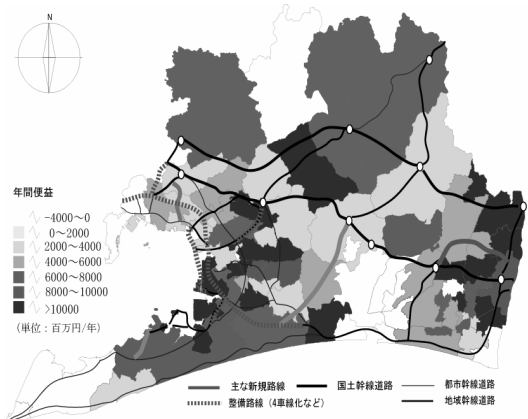 N
年間便益
-4000～0
0～2000
2000～4000
4000～6000
6000～8000
8000～10000
>10000
（単位：百万円/年）
主な新規路線
国土幹線道路
都市幹線道路
整備路線（4車線化など）
地域幹線道路